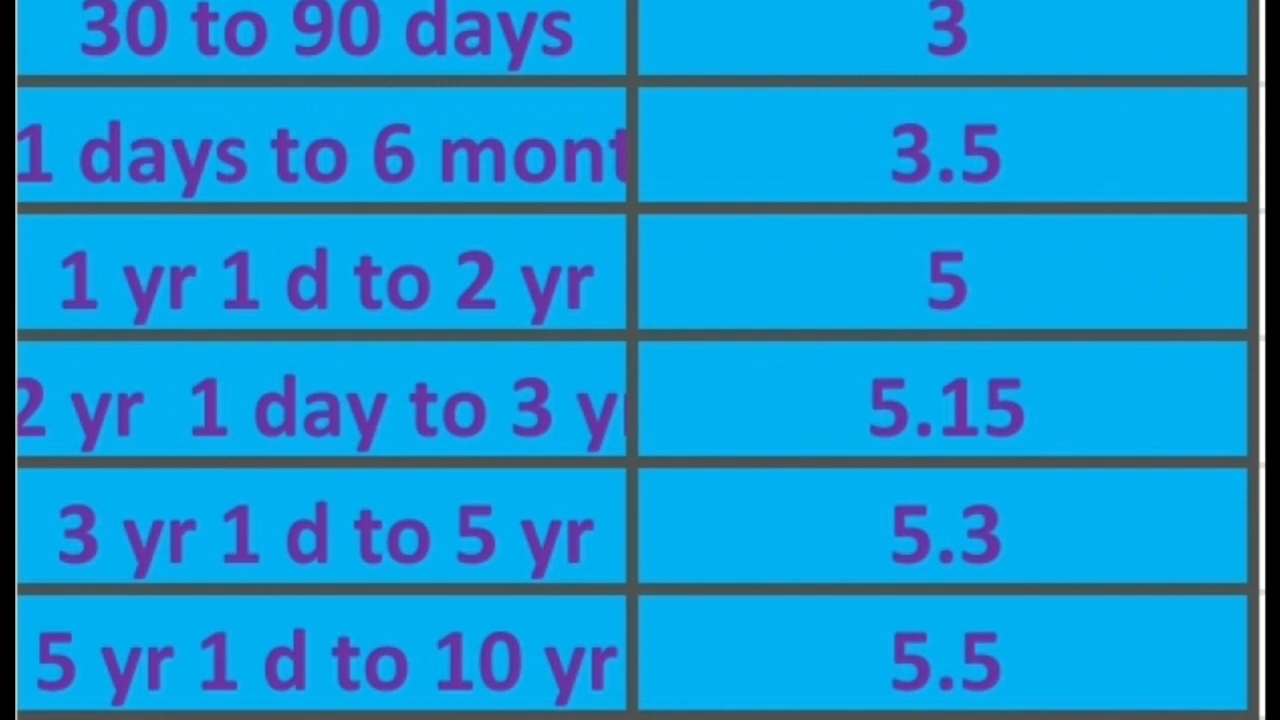 30 to 90 days 3
1 days to 6 mont 3.5
1 yr 1 d to 2 yr 5
2 yr 1 day to 3 yr 5.15
3 yr 1 d to 5 yr 5.3
5 yr 1 d to 10 yr 5.5